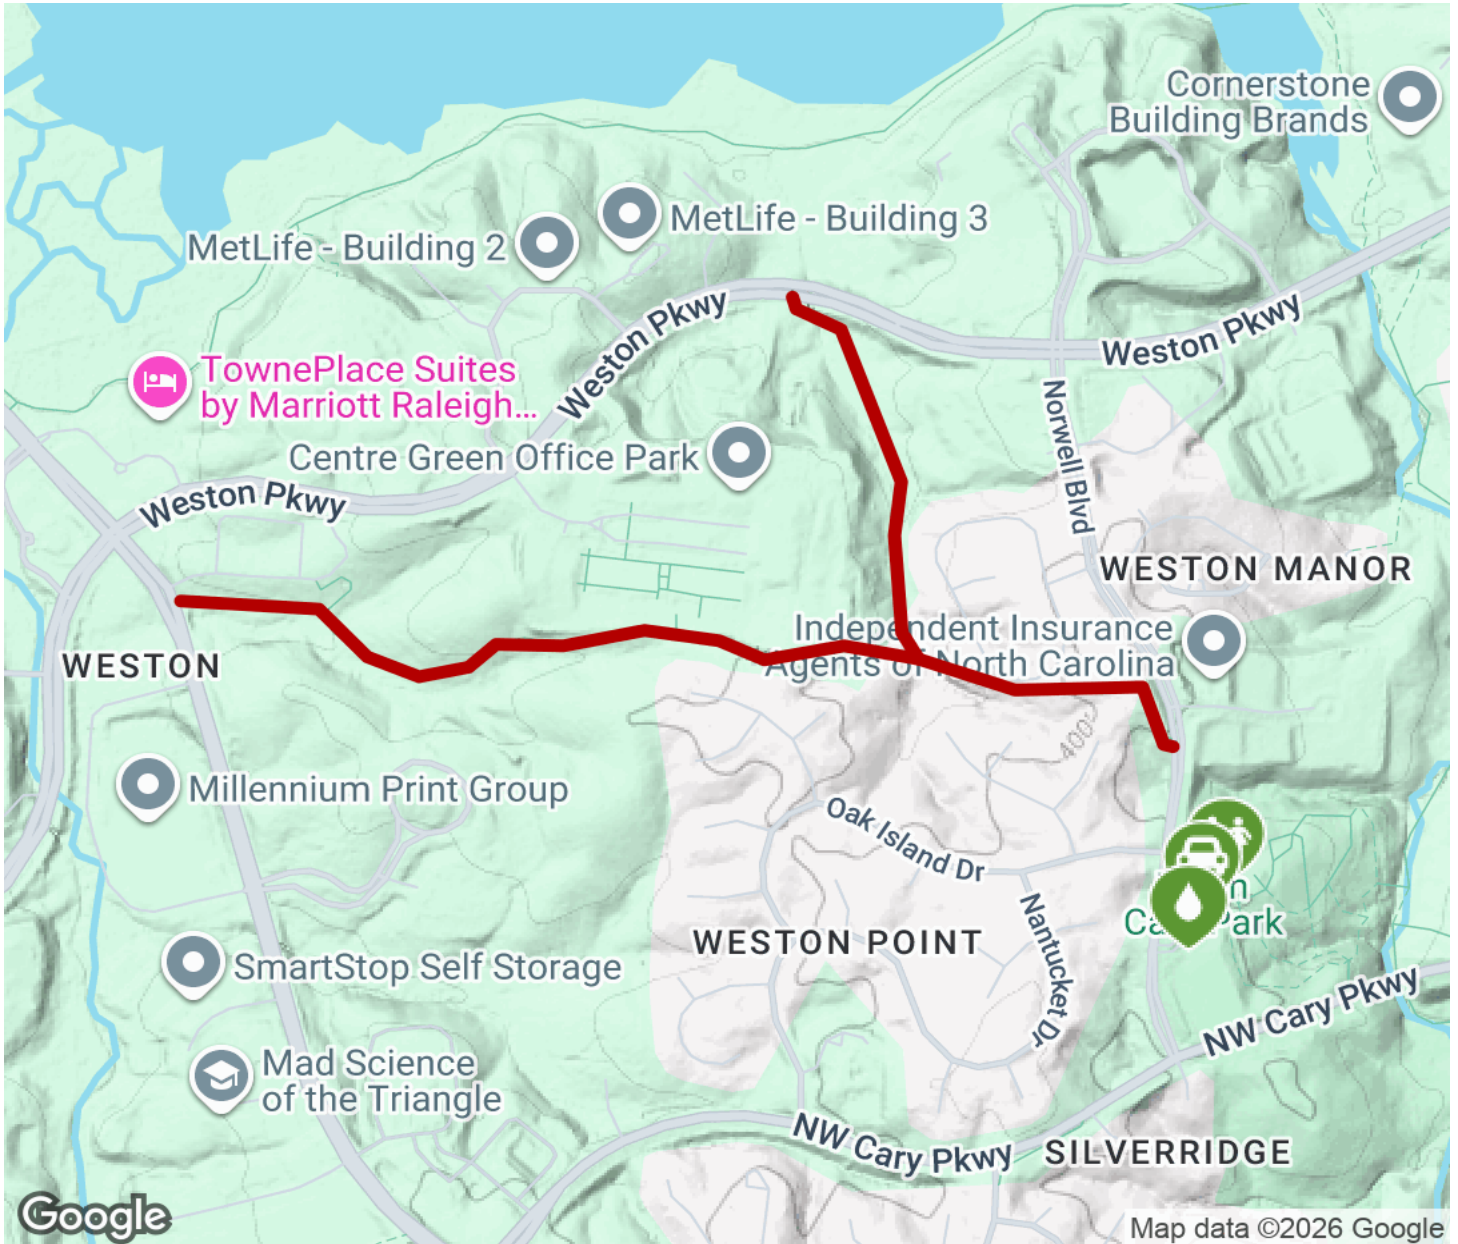 Cornerstone
Building Brands
MetLife - Building 3
MetLife - Building 2
Weston Pkwy
Weston Pkwy
TownePlace Suites
by Marriott Raleigh...
Norwell Blvd
Centre Green Office Park
Weston Pkwy
WESTON MANOR
Independent Insurance
Agents of North Carolina
WESTON
400'
Millennium Print Group
Oak Island Dr
Nantucket Dr
Park
WESTON POINT
SmartStop Self Storage
NW Cary Pkwy
Mad Science
of the Triangle
NW Cary Pkwy
SILVERRIDGE
Google
Map data ©2026 Google